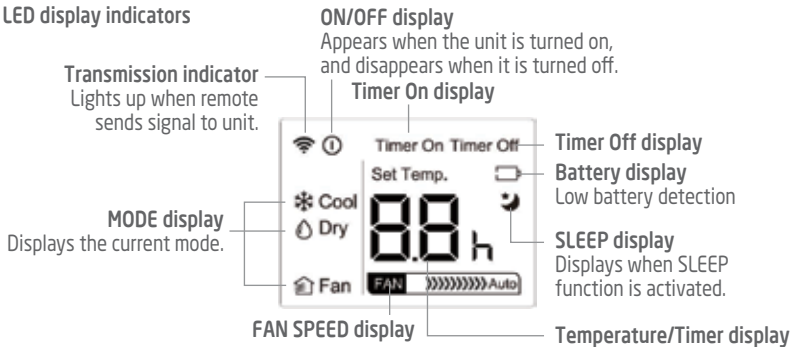 LED display indicators
ON/OFF display
Appears when the unit is turned on,
and disappears when it is turned off.
Transmission indicator
Lights up when remote
sends signal to unit.
Timer On display
Timer On Timer Off
Timer Off display
Set Temp.
Battery display
Low battery detection
Cool
MODE display
Displays the current mode.
Dry
8.8 h
SLEEP display
Displays when SLEEP
function is activated.
Fan
FAN Auto
FAN SPEED display
Temperature/Timer display